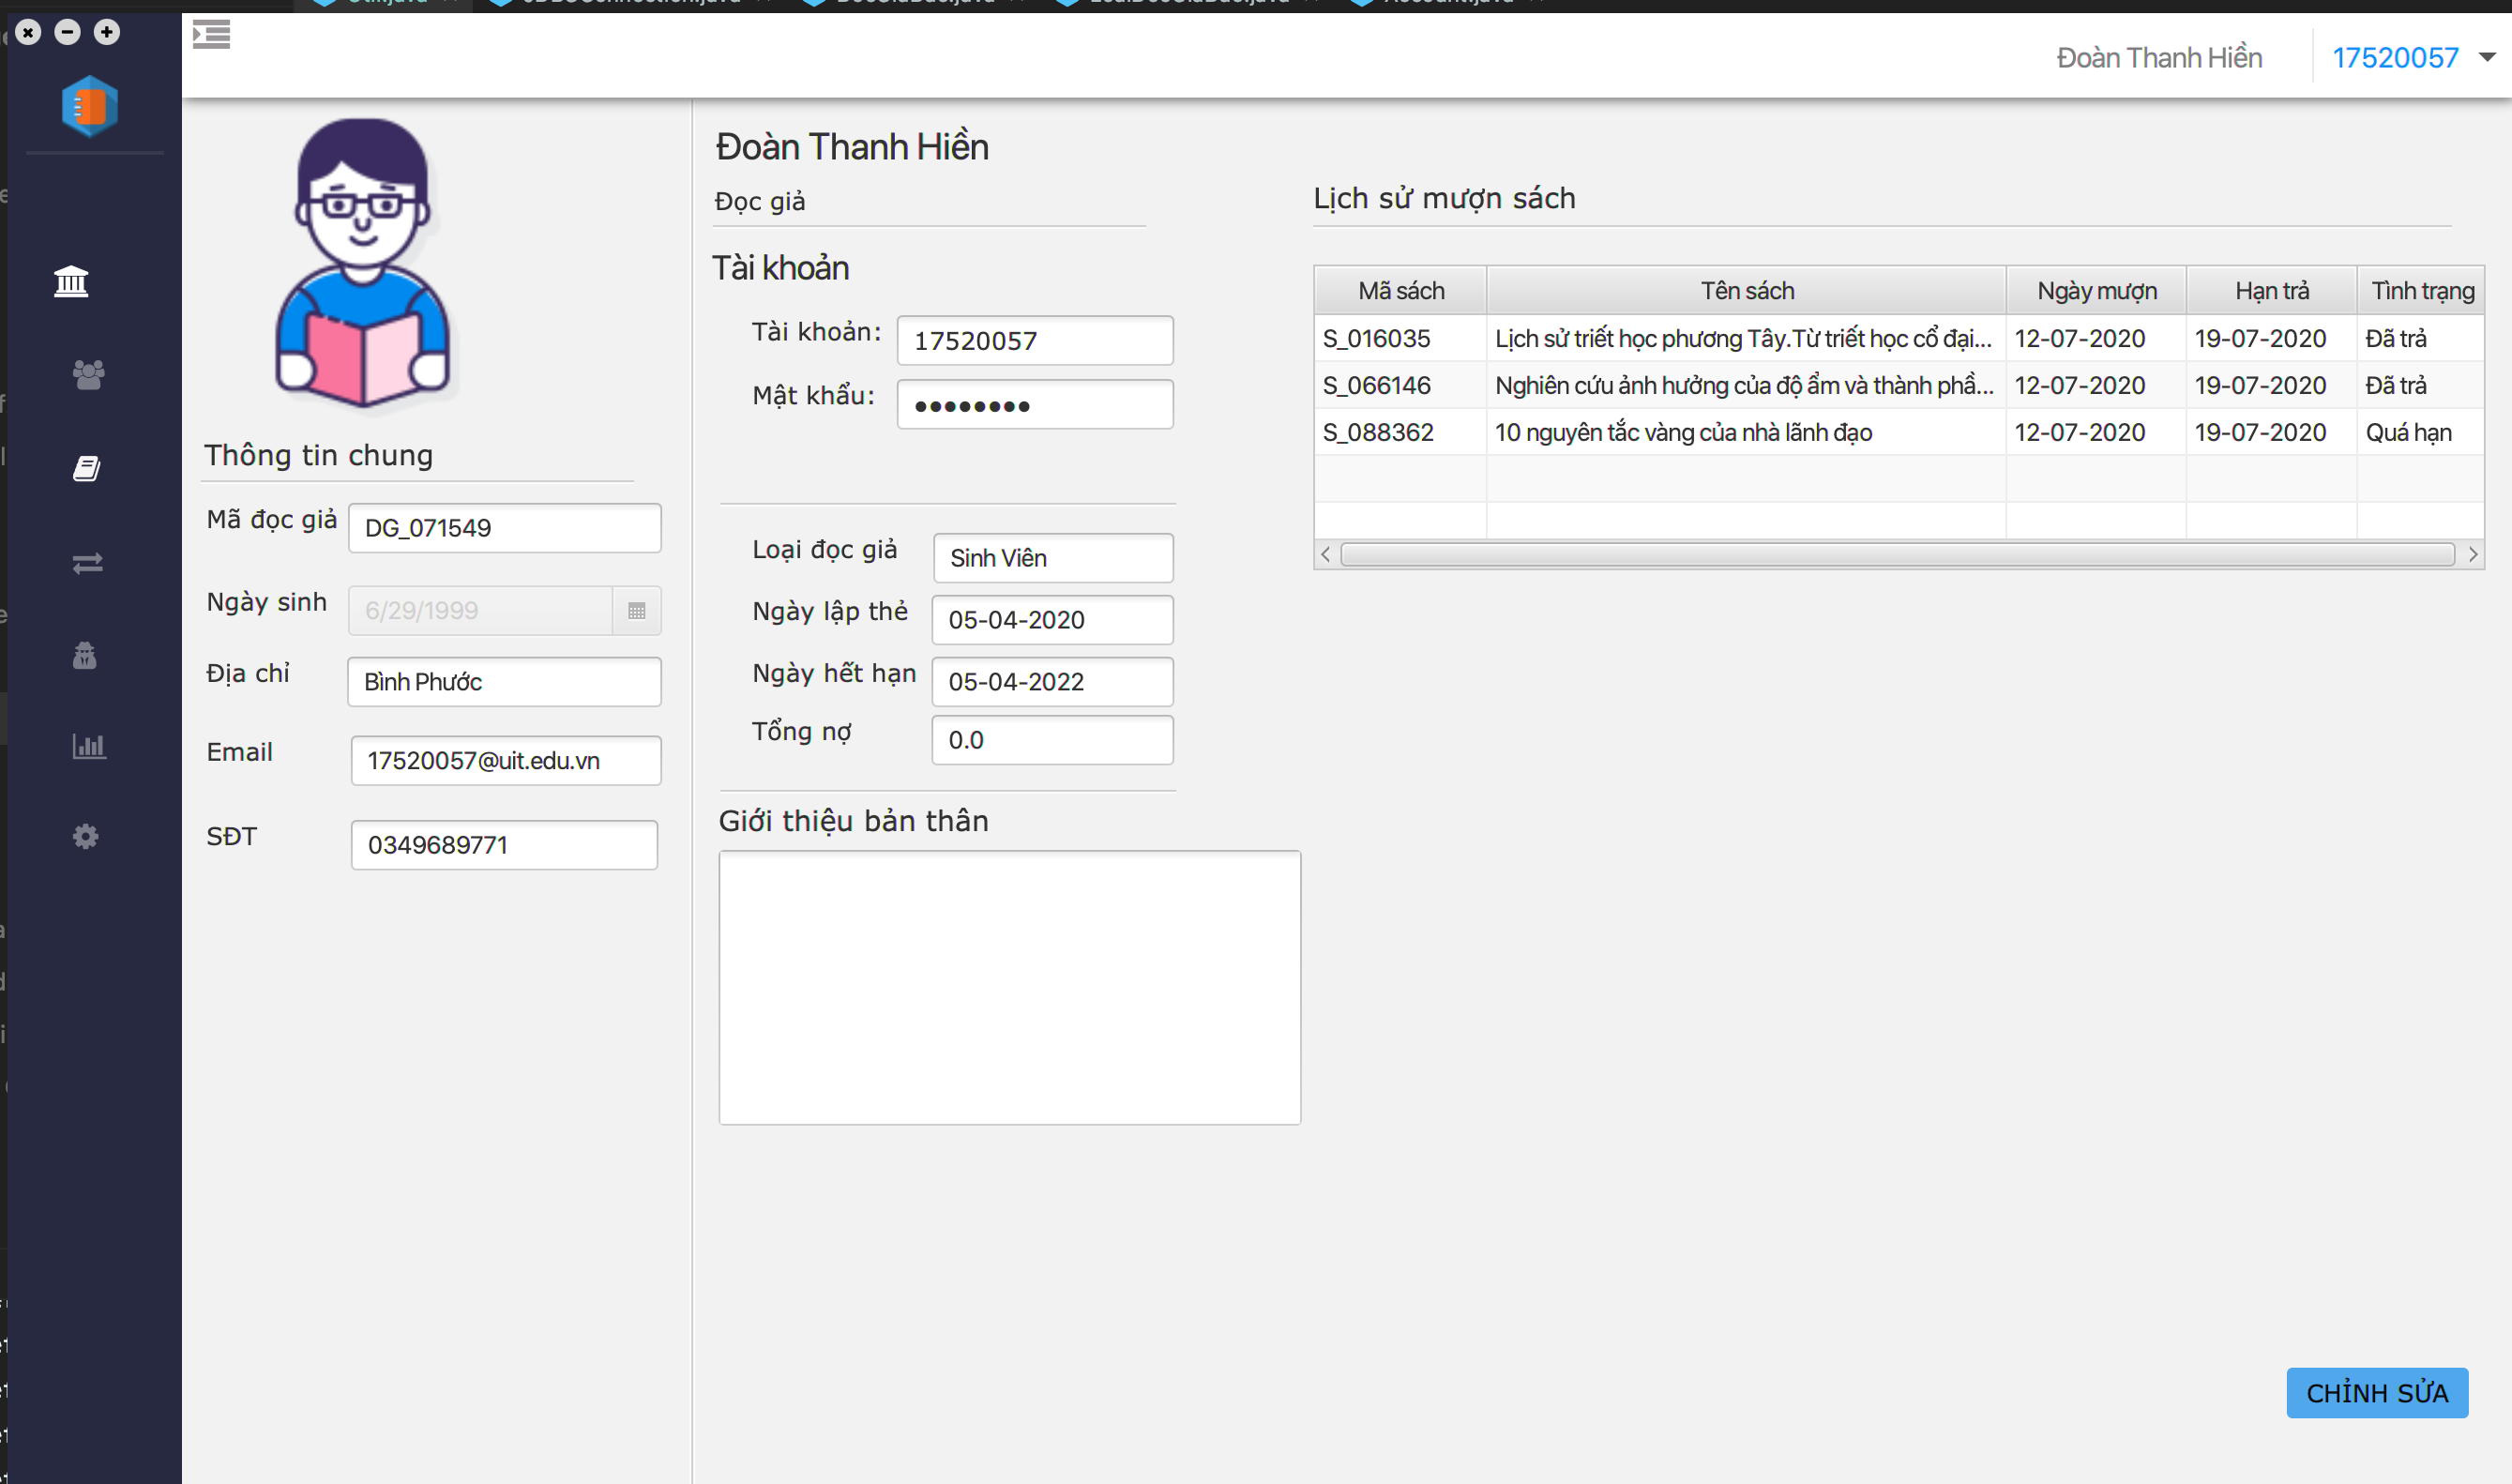 Đoàn Thanh Hiền
17520057
Đoàn Thanh Hiền
Đọc giả
Tài khoản
Tài khoản: 17520057
Mật khẩu: ••••••••
Thông tin chung
Mã đọc giả DG_071549
Ngày sinh 6/29/1999
Địa chỉ Bình Phước
Email 17520057@uit.edu.vn
SĐT 0349689771
Loại đọc giả Sinh Viên
Ngày lập thẻ 05-04-2020
Ngày hết hạn 05-04-2022
Tổng nợ 0.0
Giới thiệu bản thân
Lịch sử mượn sách
Mã sách Tên sách Ngày mượn Hạn trả Tình trạng
S_016035 Lịch sử triết học phương Tây.Từ triết học cổ đại... 12-07-2020 19-07-2020 Đã trả
S_066146 Nghiên cứu ảnh hưởng của độ ẩm và thành phầ... 12-07-2020 19-07-2020 Đã trả
S_088362 10 nguyên tắc vàng của nhà lãnh đạo 12-07-2020 19-07-2020 Quá hạn
CHỈNH SỬA